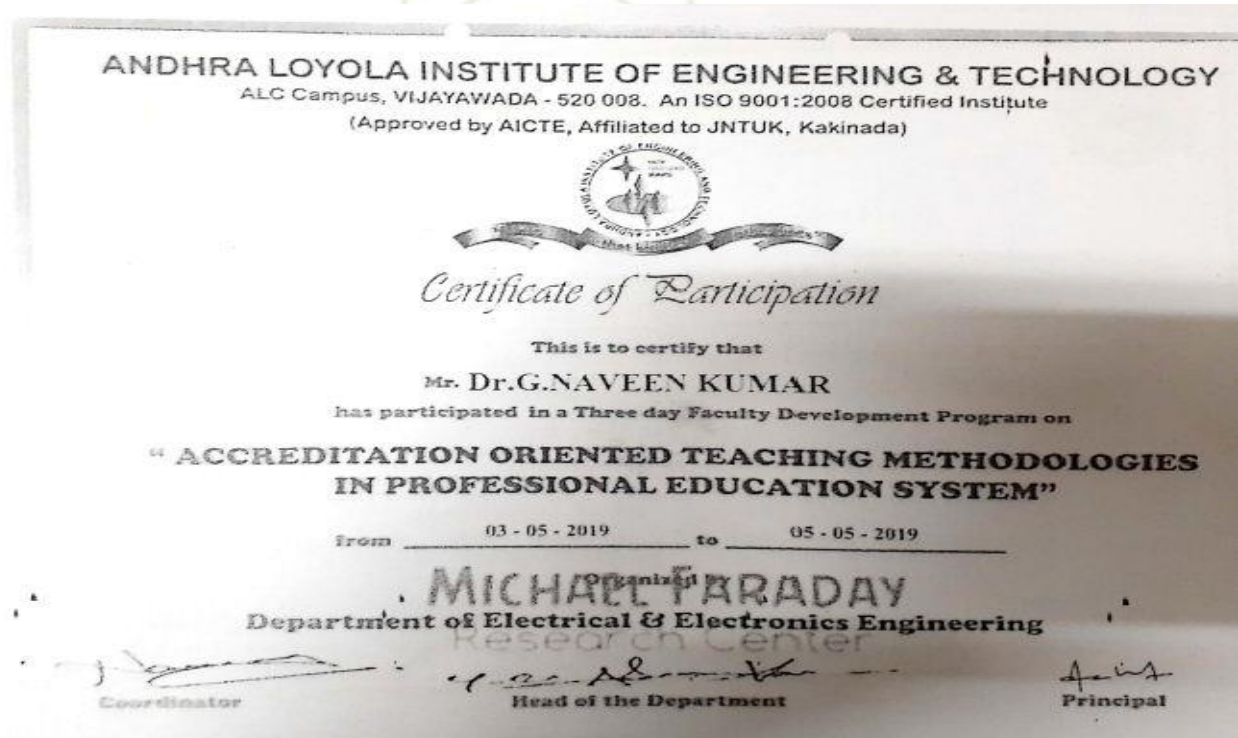 ANDHRA LOYOLA INSTITUTE OF ENGINEERING & TECHNOLOGY
ALC Campus, VIJAYAWADA - 520 008. An ISO 9001:2008 Certified Institute
(Approved by AICTE, Affiliated to JNTUK, Kakinada)
Certificate of Participation
This is to certify that
Mr. Dr.G.NAVEEN KUMAR
has participated in a Three day Faculty Development Program on
“ ACCREDITATION ORIENTED TEACHING METHODOLOGIES
IN PROFESSIONAL EDUCATION SYSTEM”
from 03 - 05 - 2019 to 05 - 05 - 2019
Organized by
MICHAEL FARADAY
Department of Electrical & Electronics Engineering
Research Center
Coordinator Head of the Department Principal